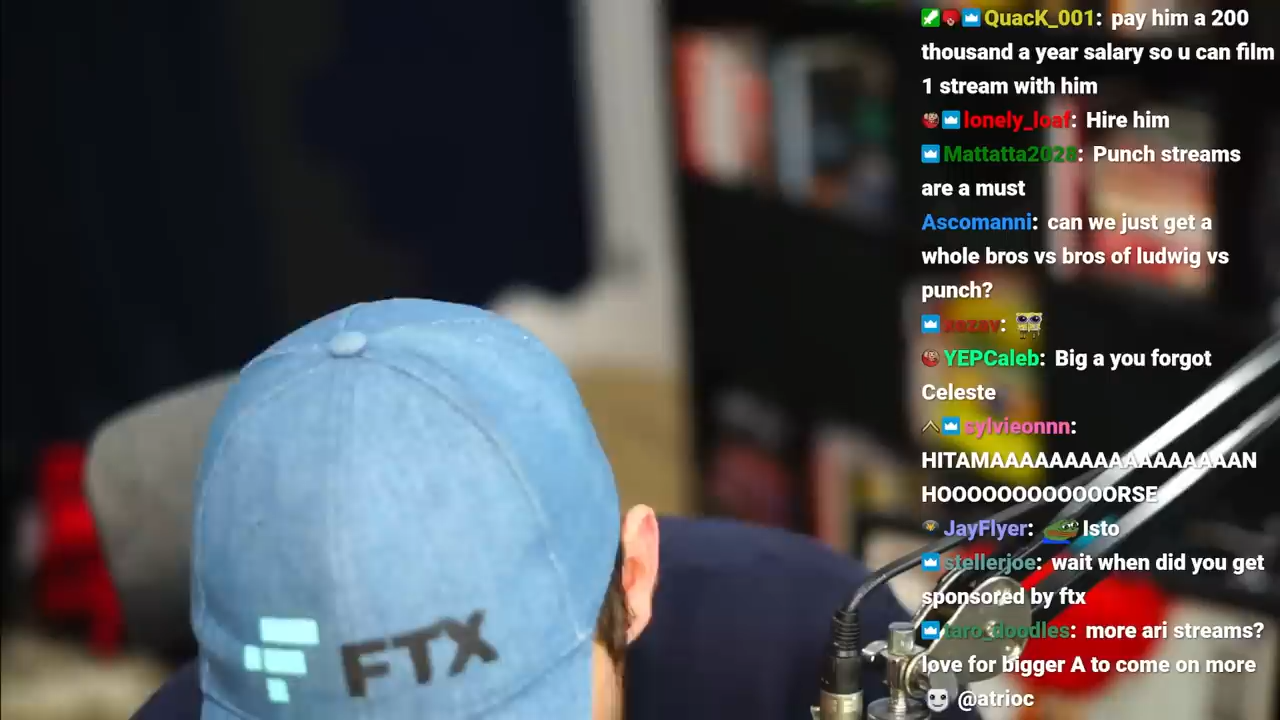 QuacK_001: pay him a 200
thousand a year salary so u can film
1 stream with him
lonely_loaf: Hire him
Mattatta2028: Punch streams
are a must
Ascomanni: can we just get a
whole bros vs bros of ludwig vs
punch?
xezav:
YEPCaleb: Big a you forgot
Celeste
sylvieonnn:
HITAMAAAAAAAAAAAAAAAAAN
HOOOOOOOOOOOORSE
JayFlyer: Isto
stellerjoe: wait when did you get
sponsored by ftx
taro_doodles: more ari streams?
love for bigger A to come on more
@atrioc
FTX